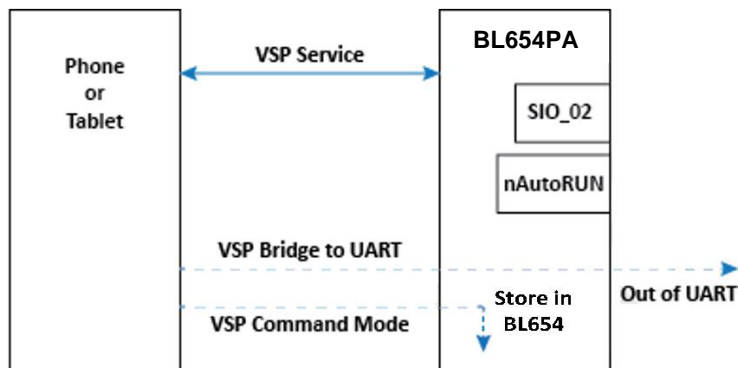 Phone
or
Tablet
VSP Service
BL654PA
SIO_02
nAutoRUN
VSP Bridge to UART
Out of UART
VSP Command Mode
Store in
BL654